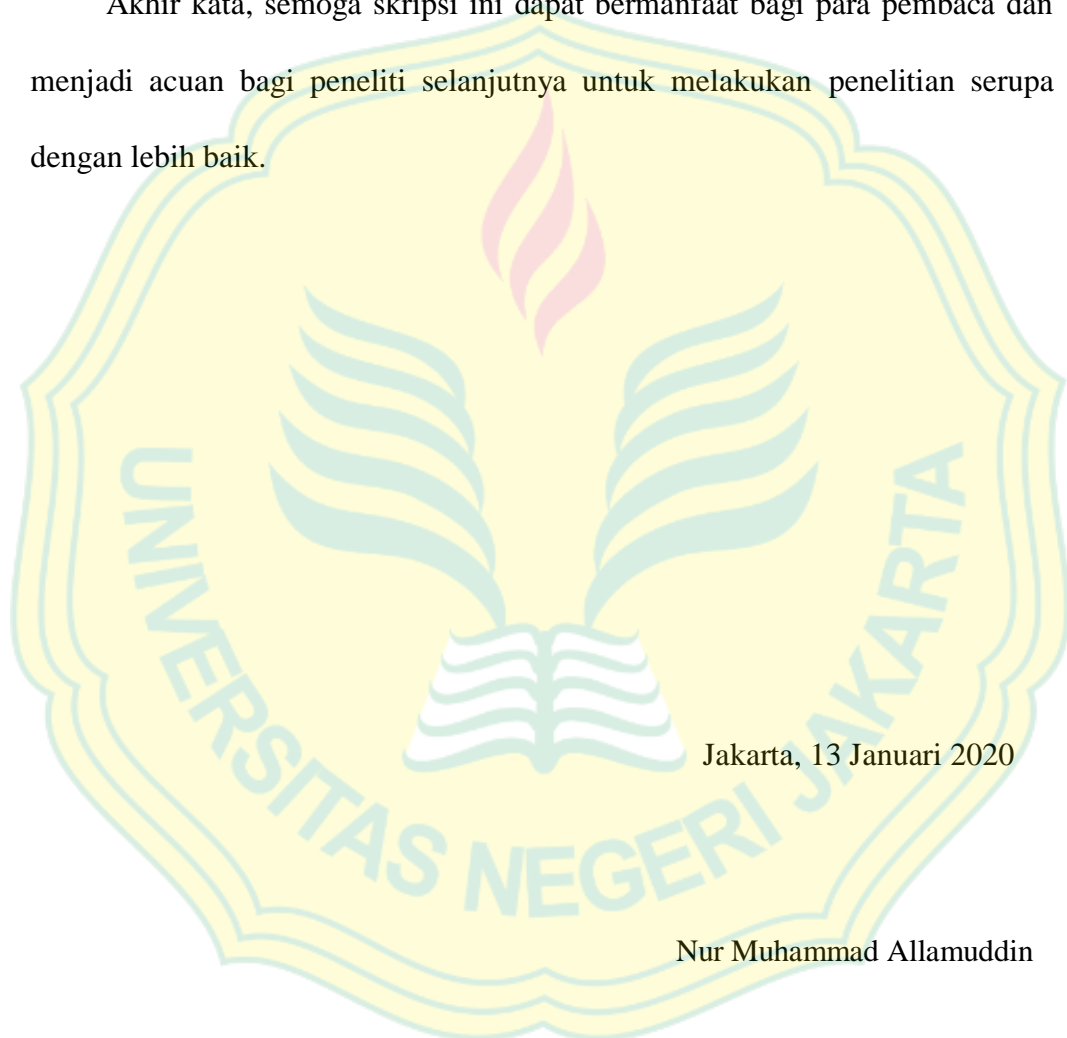 Akhir kata, semoga skripsi ini dapat bermanfaat bagi para pembaca dan
menjadi acuan bagi peneliti selanjutnya untuk melakukan penelitian serupa
dengan lebih baik.
UNIVERSITAS NEGERI JAKARTA
Jakarta, 13 Januari 2020
Nur Muhammad Allamuddin